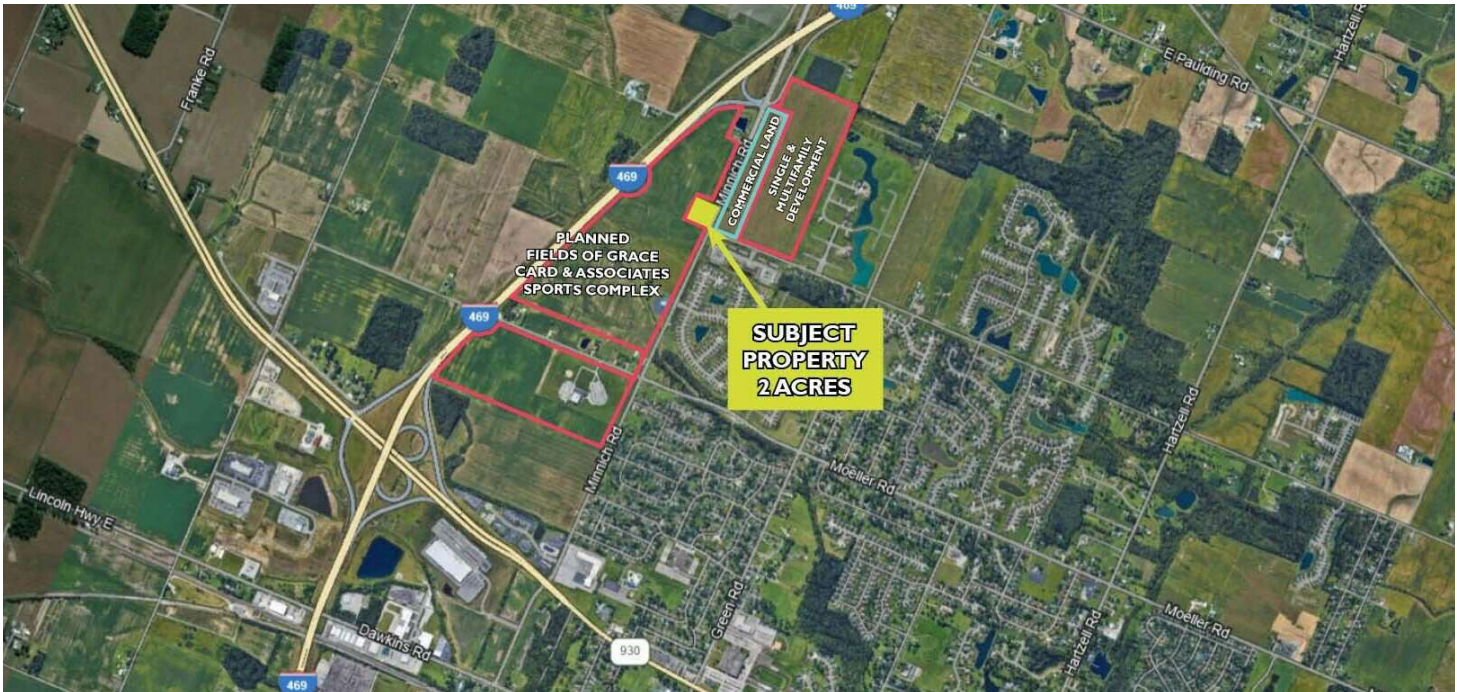 469
Franke Rd
E Paulding Rd
Hartzell Rd
469
Minnich Rd
COMMERCIAL LAND
SINGLE &
MULTIFAMILY
DEVELOPMENT
PLANNED
FIELDS OF GRACE
CARD & ASSOCIATES
SPORTS COMPLEX
469
SUBJECT
PROPERTY
2 ACRES
Hartzell Rd
Minnich Rd
Moeller Rd
Lincoln Hwy E
Green Rd
Dawkins Rd
930
Hartzell Rd
Moeller Rd
469